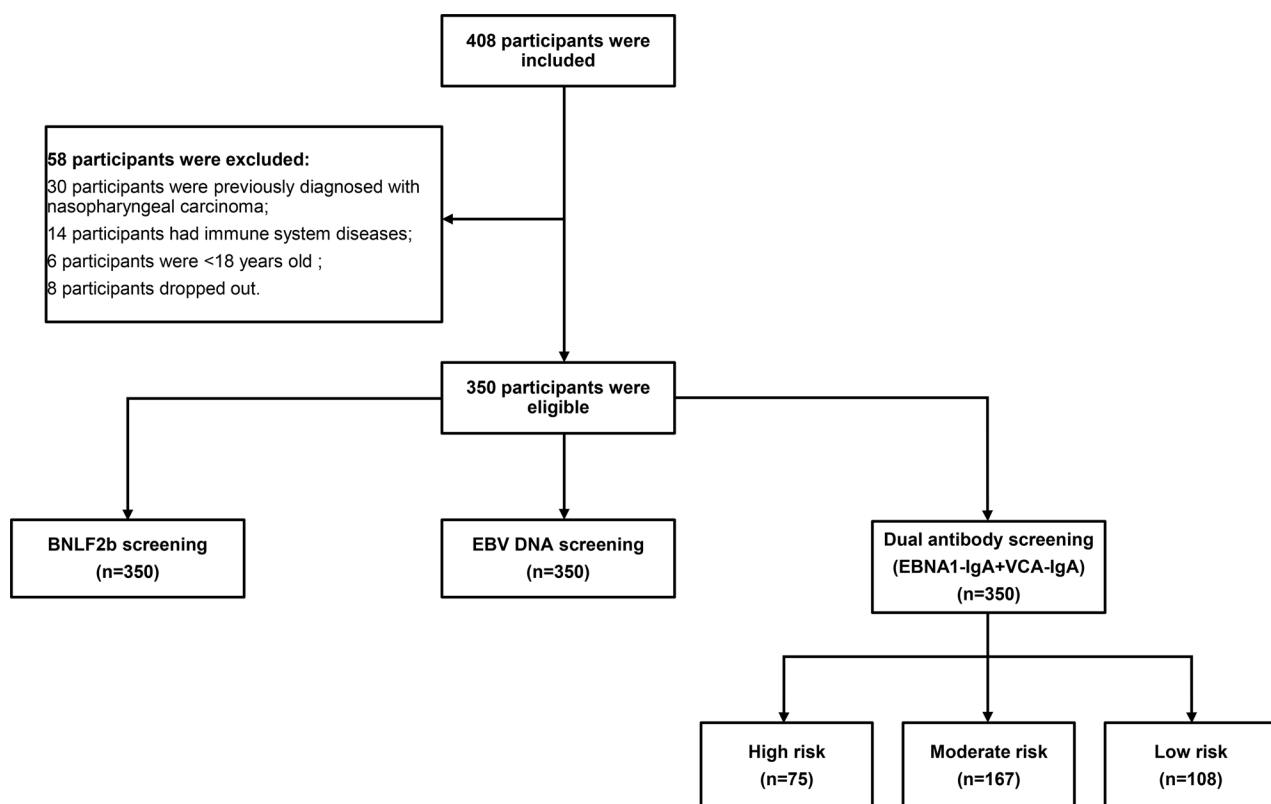 408 participants were
included
58 participants were excluded:
30 participants were previously diagnosed with
nasopharyngeal carcinoma;
14 participants had immune system diseases;
6 participants were <18 years old ;
8 participants dropped out.
350 participants were
eligible
BNLF2b screening
(n=350)
EBV DNA screening
(n=350)
Dual antibody screening
(EBNA1-IgA+VCA-IgA)
(n=350)
High risk
(n=75)
Moderate risk
(n=167)
Low risk
(n=108)